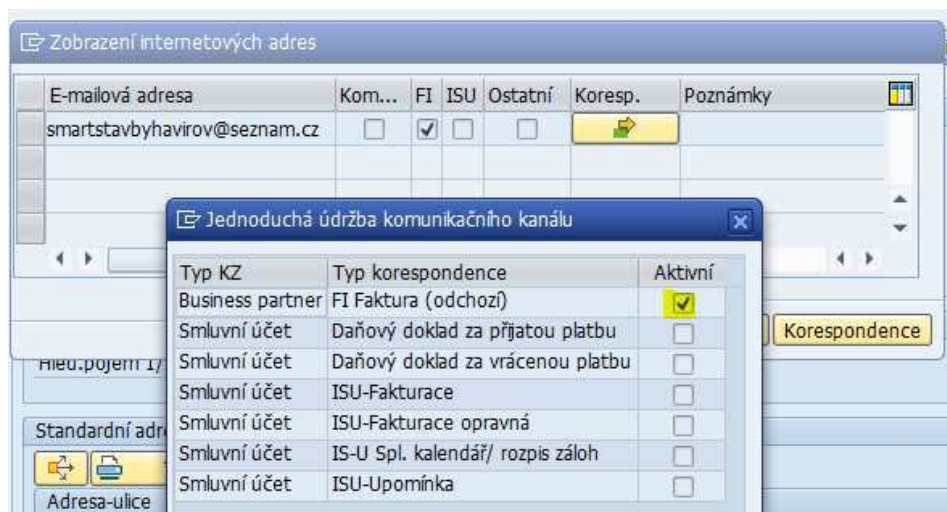 Zobrazení internetových adres
E-mailová adresa Kom... FI ISU Ostatní Koresp. Poznámky
smartstavbyhavirov@seznam.cz
Jednoduchá údržba komunikačního kanálu
Typ KZ Typ korespondence Aktivní
Business partner FI Faktura (odchozí)
Smluvní účet Daňový doklad za přijatou platbu
Korespondence
Smluvní účet Daňový doklad za vrácenou platbu
Hled.pojem 1/
Smluvní účet ISU-Fakturace
Smluvní účet ISU-Fakturace opravná
Standardní adr
Smluvní účet IS-U Spl. kalendář/ rozpis záloh
Smluvní účet ISU-Upomínka
Adresa-ulice